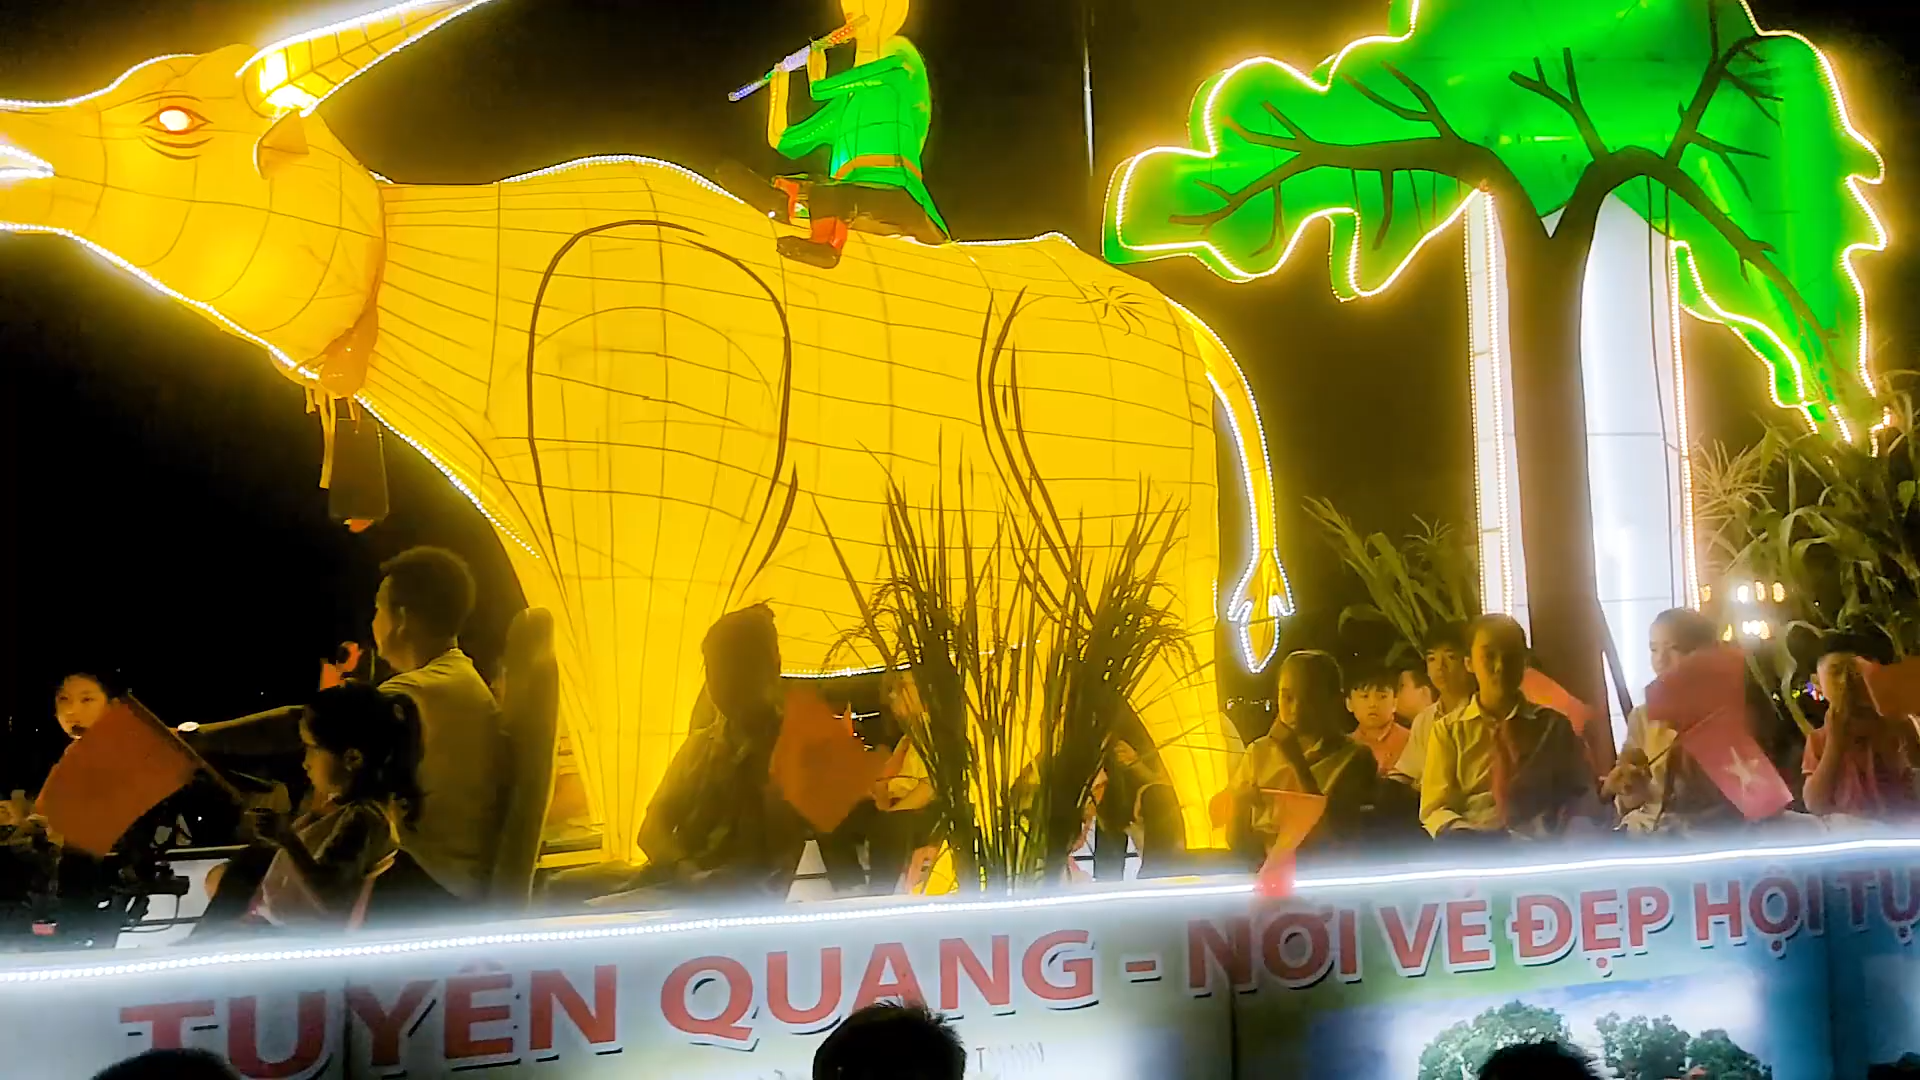 TUYÊN QUANG - NƠI VẺ ĐẸP HỘI TỤ